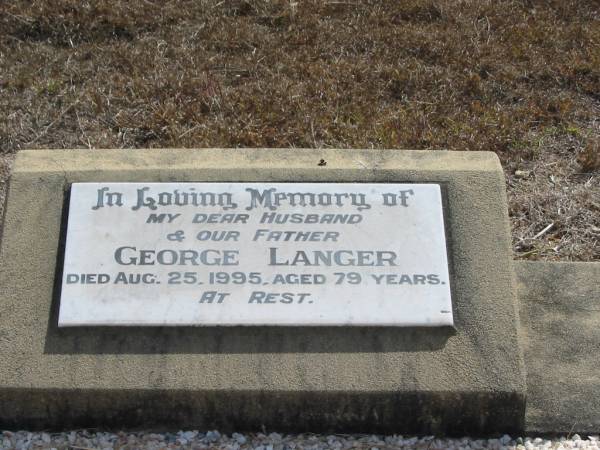 In Loving Memory of
MY DEAR HUSBAND
& OUR FATHER
GEORGE LANGER
DIED AUG. 25, 1995, AGED 79 YEARS.
AT REST.